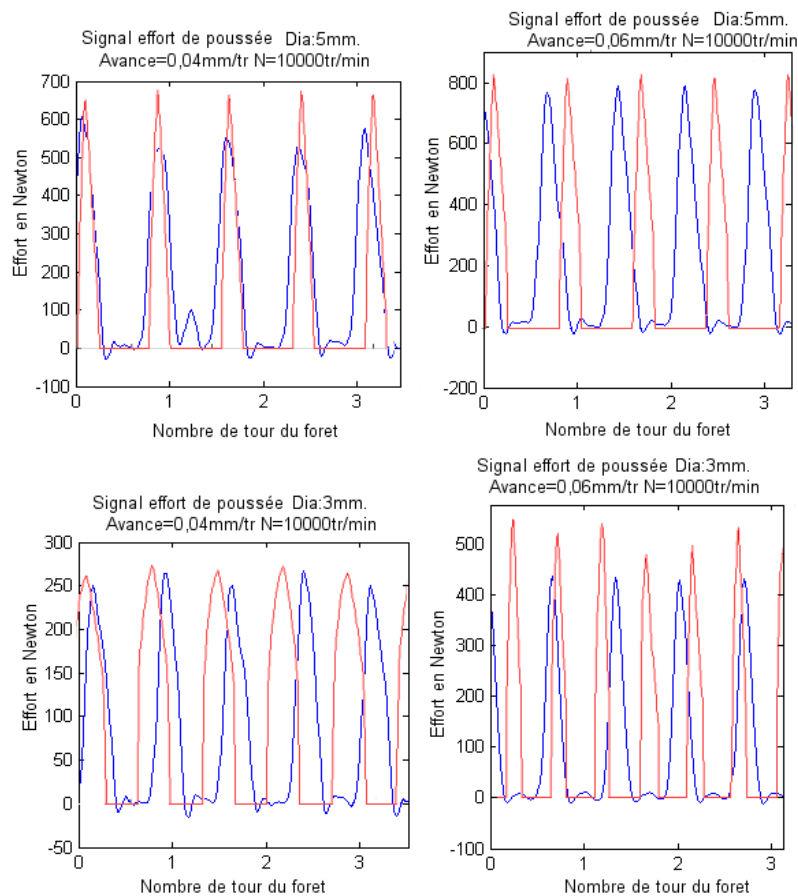 Signal effort de poussée Dia:5mm.
Avance=0,04mm/tr N=10000tr/min
700
600
500
400
300
200
100
0
-100
0
1
2
3
Effort en Newton
Nombre de tour du foret
Signal effort de poussée Dia:5mm.
Avance=0,06mm/tr N=10000tr/min
800
600
400
200
0
-200
0
1
2
3
Effort en Newton
Nombre de tour du foret
Signal effort de poussée Dia:3mm.
Avance=0,04mm/tr N=10000tr/min
300
250
200
150
100
50
0
-50
0
1
2
3
Effort en Newton
Nombre de tour du foret
Signal effort de poussée Dia:3mm.
Avance=0,06mm/tr N=10000tr/min
500
400
300
200
100
0
-100
0
1
2
3
Effort en Newton
Nombre de tour du foret